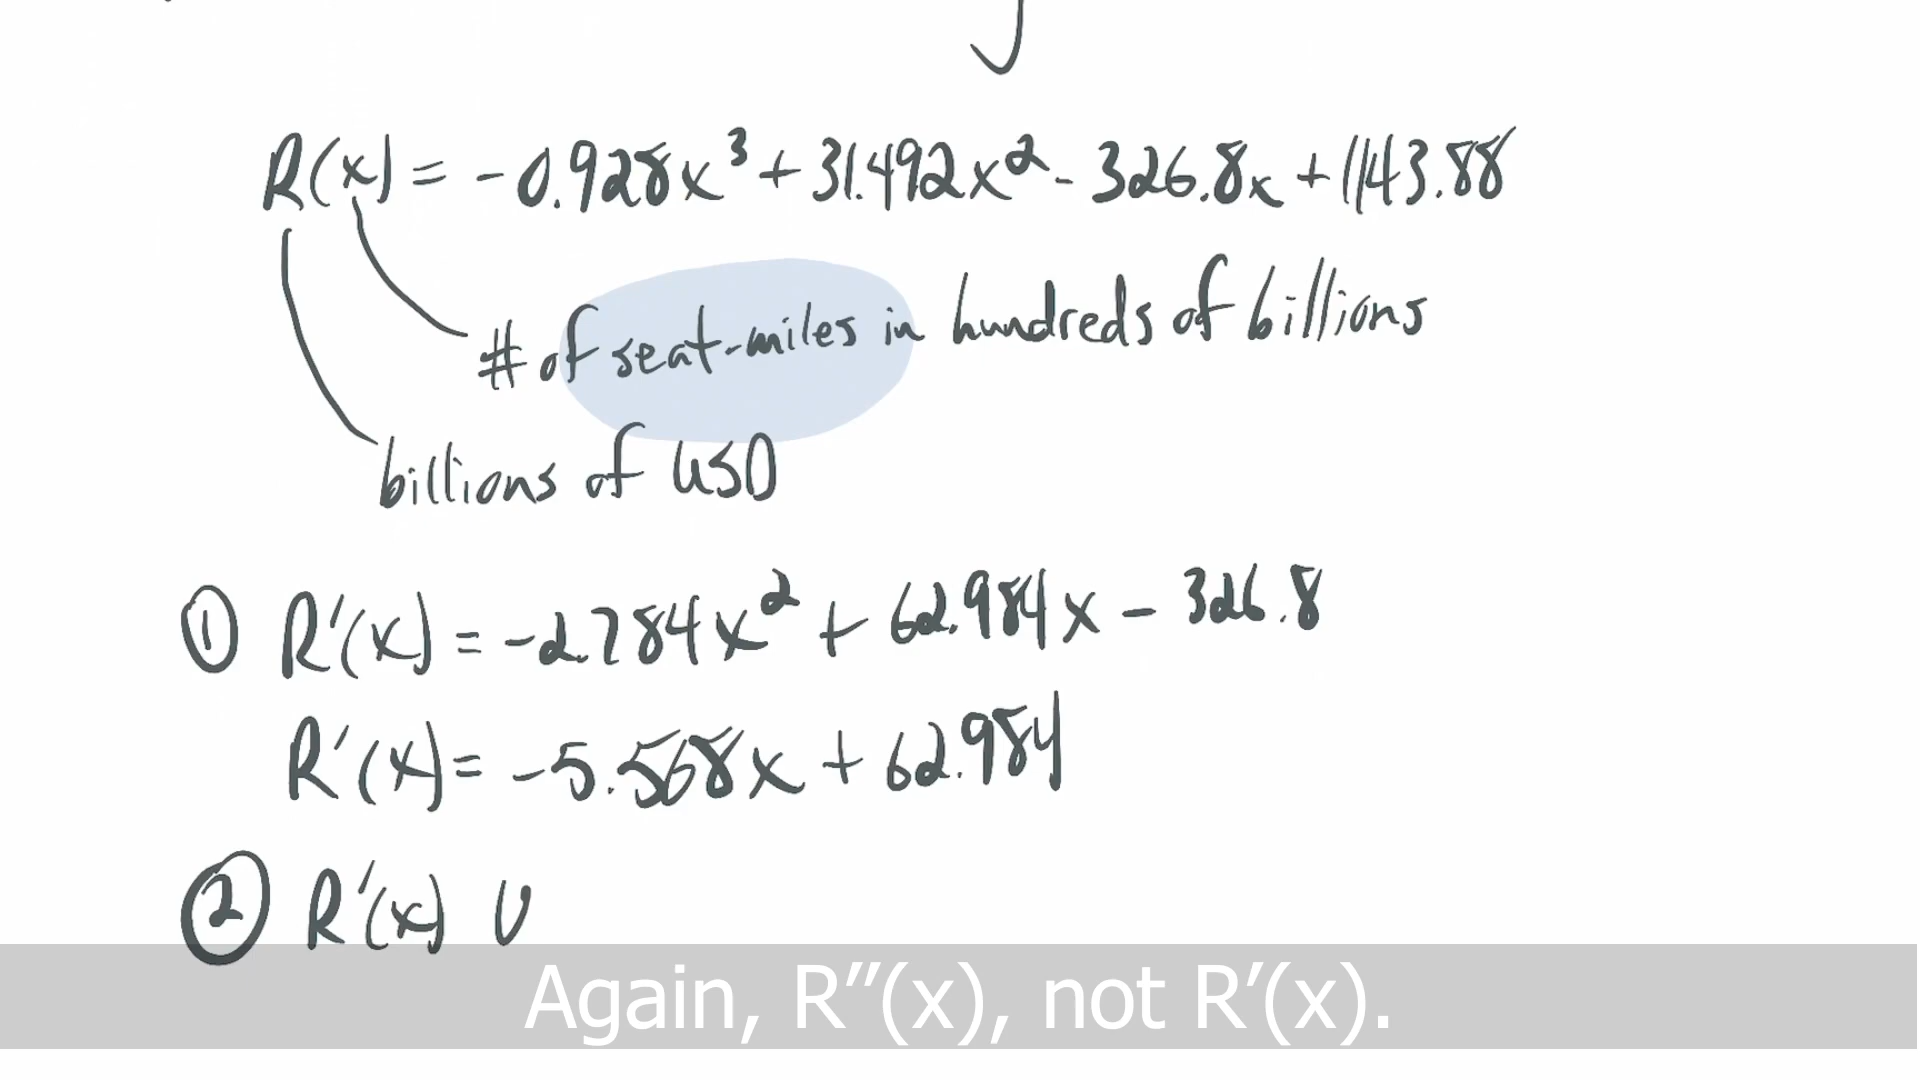 R(x) = -0.928x³ + 31.492x² - 326.8x + 1143.88
# of seat-miles in hundreds of billions
billions of USD
① R'(x) = -2.784x² + 62.984x - 326.8
R'(x) = -5.568x + 62.984
② R'(x) U
Again, R″(x), not R′(x).